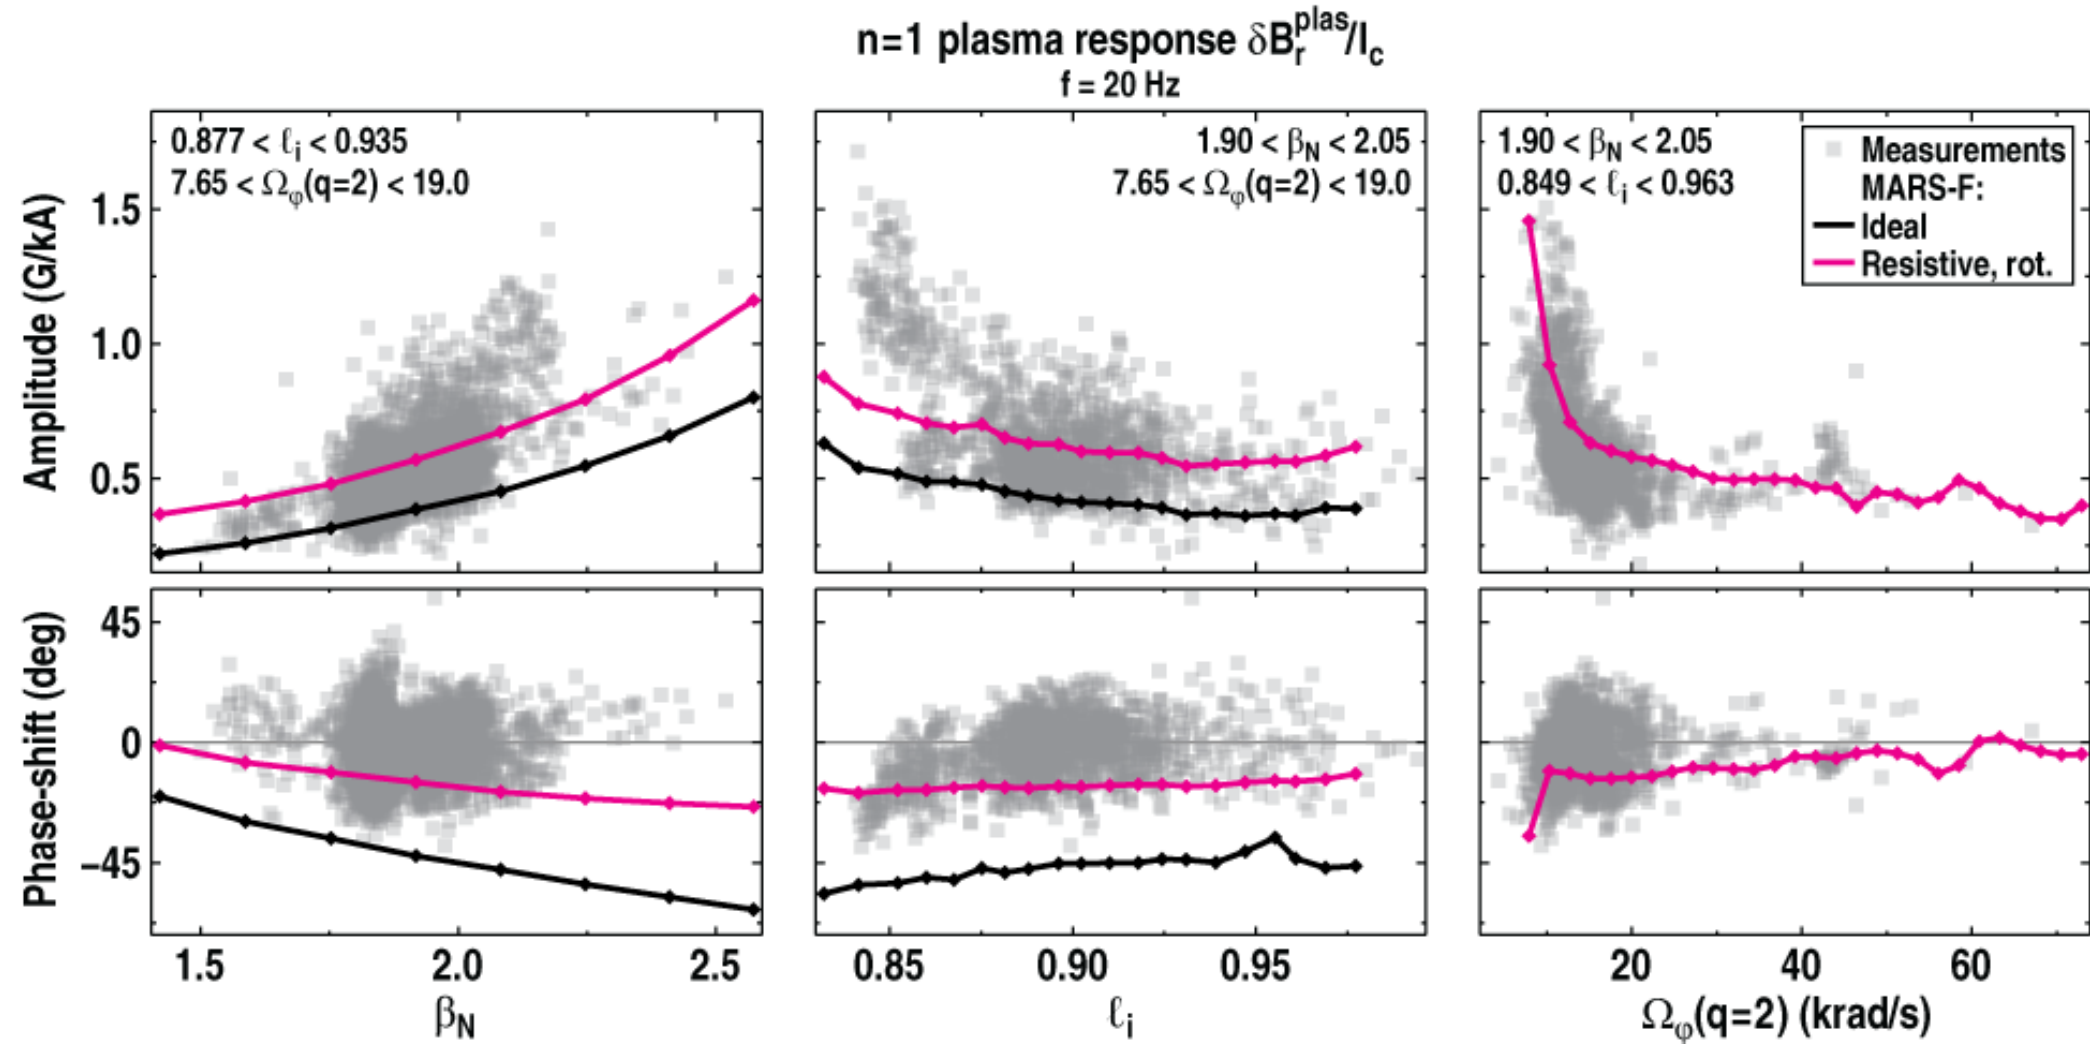 n=1 plasma response δB_r^plas/I_c
f = 20 Hz
0.877 < ℓ_i < 0.935
7.65 < Ω_φ(q=2) < 19.0
1.90 < β_N < 2.05
7.65 < Ω_φ(q=2) < 19.0
1.90 < β_N < 2.05
0.849 < ℓ_i < 0.963
Measurements
MARS-F:
Ideal
Resistive, rot.
Amplitude (G/kA)
1.5
1.0
0.5
Phase-shift (deg)
45
0
−45
1.5 2.0 2.5
β_N
0.85 0.90 0.95
ℓ_i
20 40 60
Ω_φ(q=2) (krad/s)